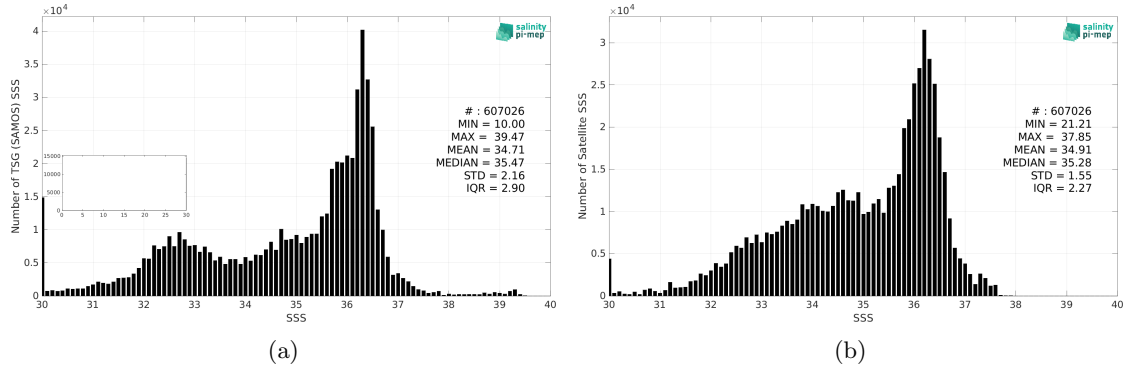 ×10⁴
4
3.5
3
2.5
2
1.5
1
0.5
0
Number of TSG (SAMOS) SSS
salinity
pi-mep
# : 607026
MIN = 10.00
MAX = 39.47
MEAN = 34.71
MEDIAN = 35.47
STD = 2.16
IQR = 2.90
15000
10000
5000
0
0 5 10 15 20 25 30
30 31 32 33 34 35 36 37 38 39 40
SSS
(a)
×10⁴
3
2.5
2
1.5
1
0.5
0
Number of Satellite SSS
salinity
pi-mep
# : 607026
MIN = 21.21
MAX = 37.85
MEAN = 34.91
MEDIAN = 35.28
STD = 1.55
IQR = 2.27
30 31 32 33 34 35 36 37 38 39 40
SSS
(b)